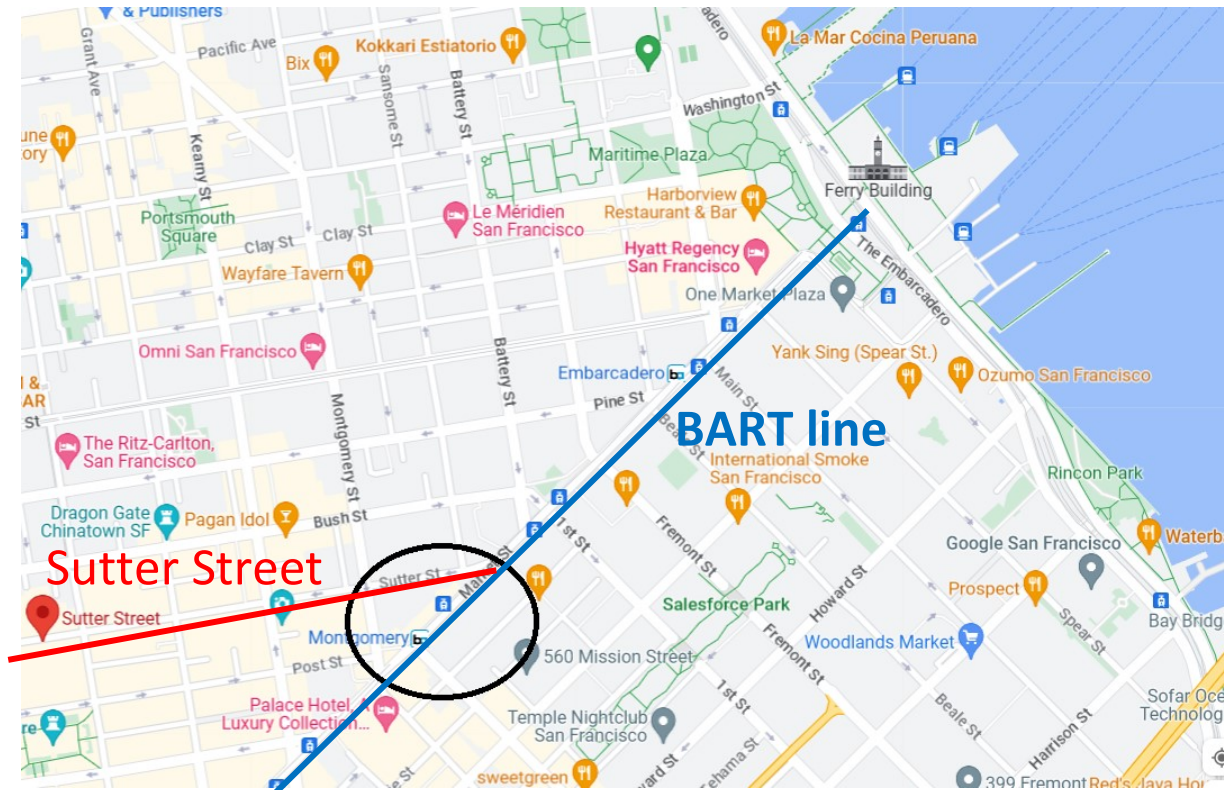 & Publishers
Grant Ave
Pacific Ave
Bix
Kokkari Estiatorio
La Mar Cocina Peruana
Sansome St
Battery St
Washington St
Kearny St
Maritime Plaza
Ferry Building
Portsmouth
Square
Clay St
Clay St
Le Méridien
San Francisco
Harborview
Restaurant & Bar
Hyatt Regency
San Francisco
The Embarcadero
Wayfare Tavern
One Market Plaza
Omni San Francisco
Battery St
Embarcadero
Yank Sing (Spear St.)
Ozumo San Francisco
Main St
Pine St
BART line
Montgomery St
The Ritz-Carlton,
San Francisco
International Smoke
San Francisco
Rincon Park
Dragon Gate
Chinatown SF
Pagan Idol
Bush St
1st St
Fremont St
Google San Francisco
Sutter Street
Sutter St
Howard St
Prospect
Sutter Street
Salesforce Park
Spear St
Montgomery
Woodlands Market
Post St
560 Mission Street
Fremont St
1st St
Beale St
Palace Hotel, A
Luxury Collection...
Temple Nightclub
San Francisco
Harrison St
Tehama St
sweetgreen
399 Fremont